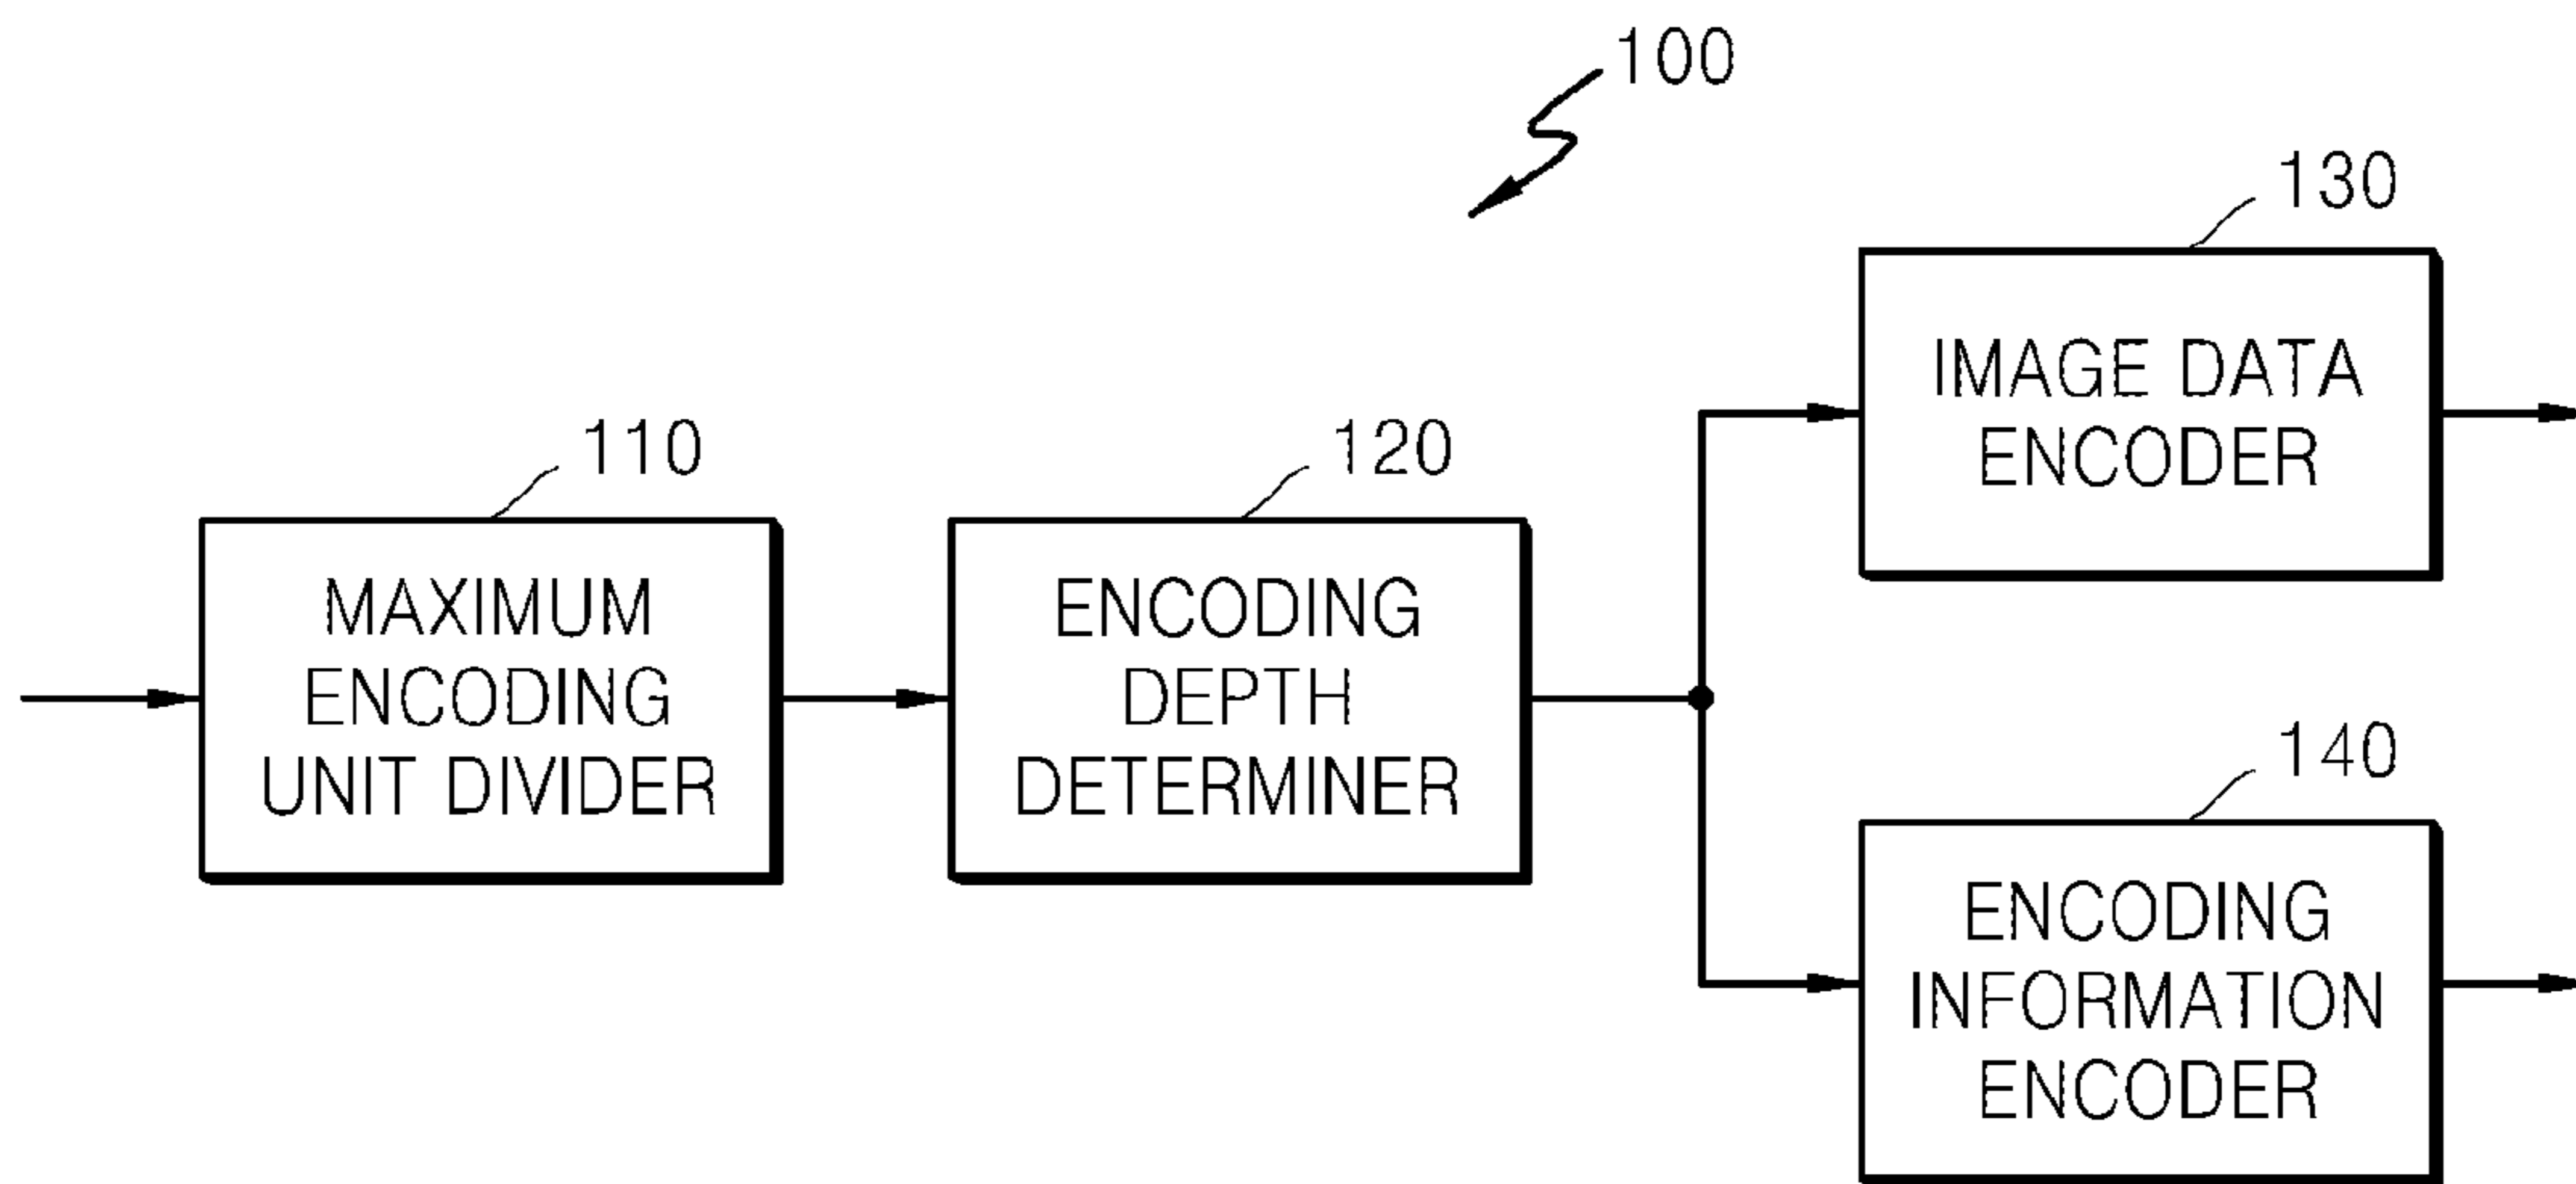 100
110
MAXIMUM
ENCODING
UNIT DIVIDER
120
ENCODING
DEPTH
DETERMINER
130
IMAGE DATA
ENCODER
140
ENCODING
INFORMATION
ENCODER